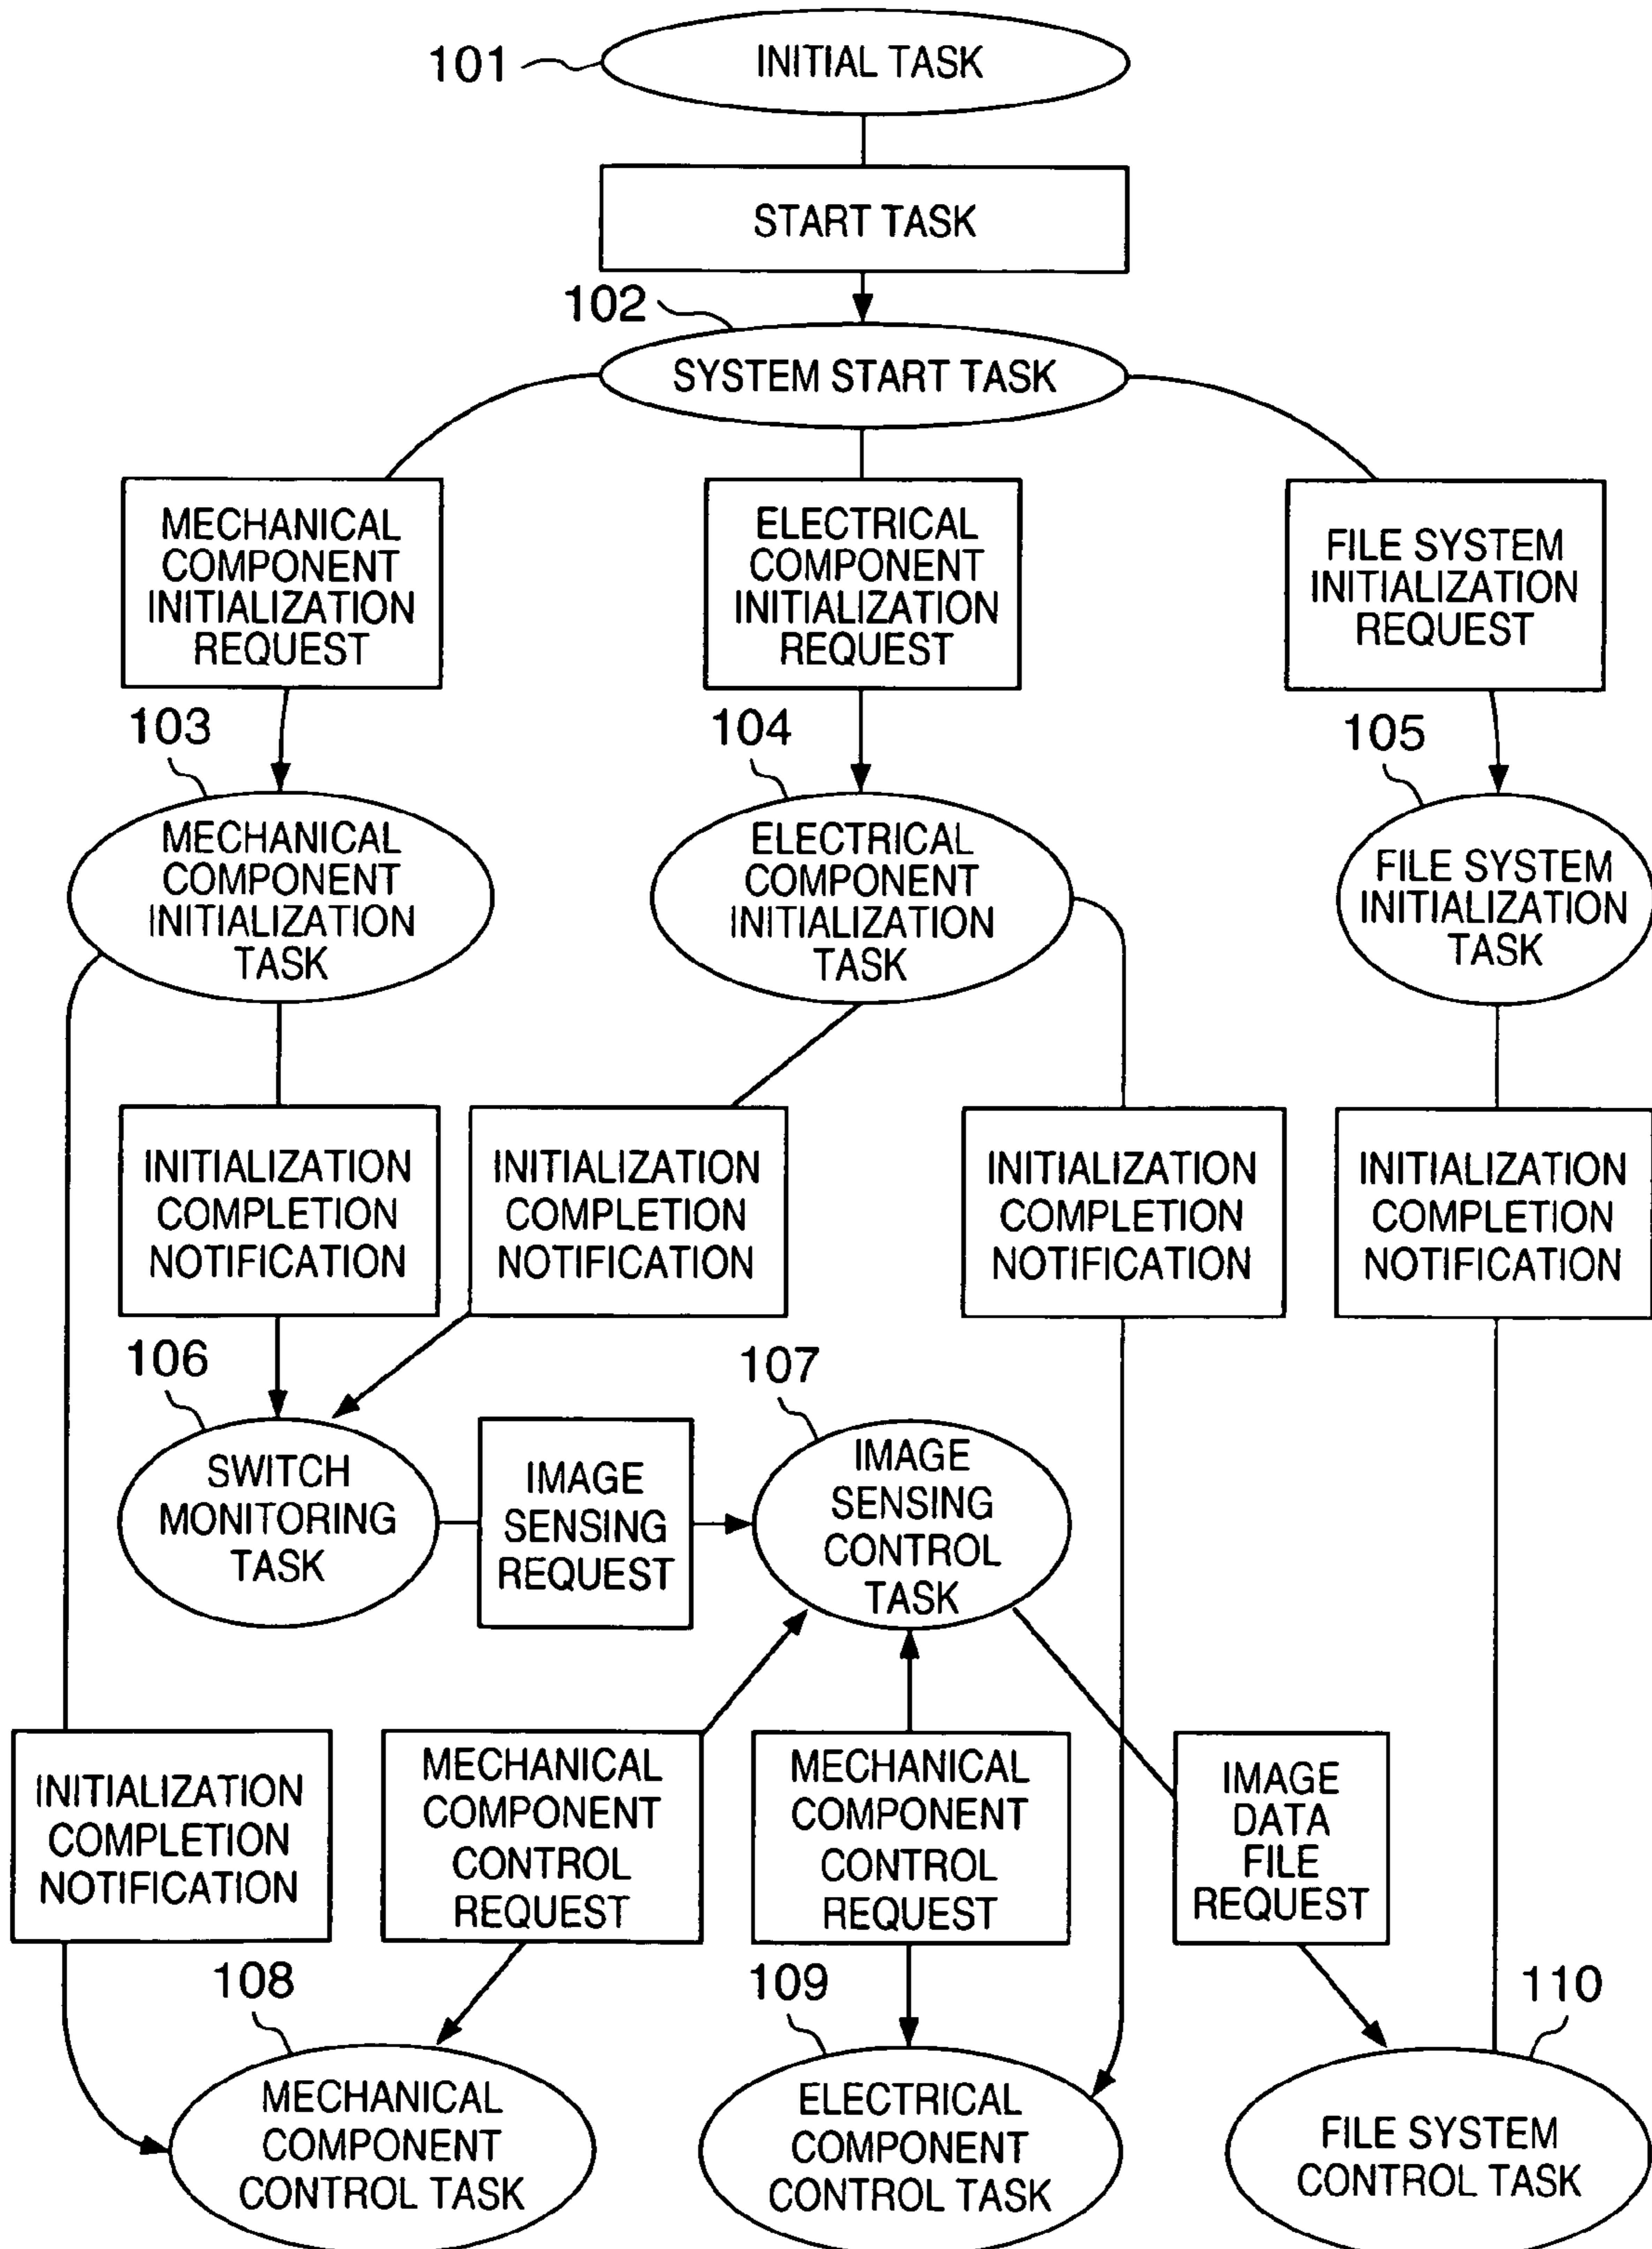 101
INITIAL TASK
START TASK
102
SYSTEM START TASK
MECHANICAL
COMPONENT
INITIALIZATION
REQUEST
ELECTRICAL
COMPONENT
INITIALIZATION
REQUEST
FILE SYSTEM
INITIALIZATION
REQUEST
103
104
105
MECHANICAL
COMPONENT
INITIALIZATION
TASK
ELECTRICAL
COMPONENT
INITIALIZATION
TASK
FILE SYSTEM
INITIALIZATION
TASK
INITIALIZATION
COMPLETION
NOTIFICATION
INITIALIZATION
COMPLETION
NOTIFICATION
INITIALIZATION
COMPLETION
NOTIFICATION
INITIALIZATION
COMPLETION
NOTIFICATION
106
107
SWITCH
MONITORING
TASK
IMAGE
SENSING
REQUEST
IMAGE
SENSING
CONTROL
TASK
INITIALIZATION
COMPLETION
NOTIFICATION
MECHANICAL
COMPONENT
CONTROL
REQUEST
MECHANICAL
COMPONENT
CONTROL
REQUEST
IMAGE
DATA
FILE
REQUEST
108
109
110
MECHANICAL
COMPONENT
CONTROL TASK
ELECTRICAL
COMPONENT
CONTROL TASK
FILE SYSTEM
CONTROL TASK